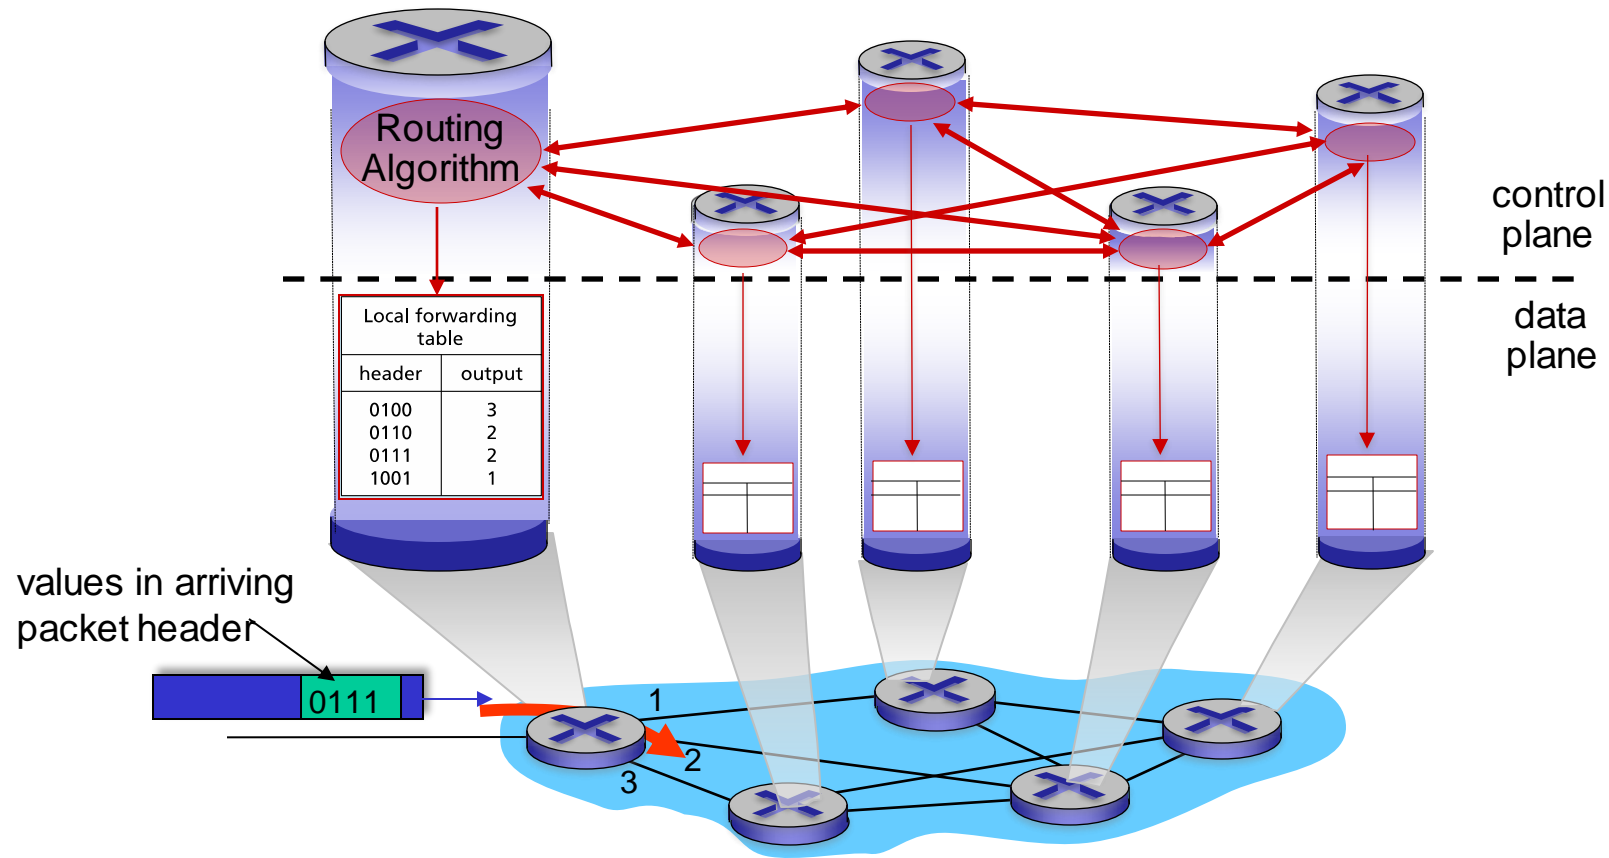 Routing
Algorithm
control
plane
data
plane
Local forwarding
table
header output
0100 3
0110 2
0111 2
1001 1
values in arriving
packet header
0111
1
2
3